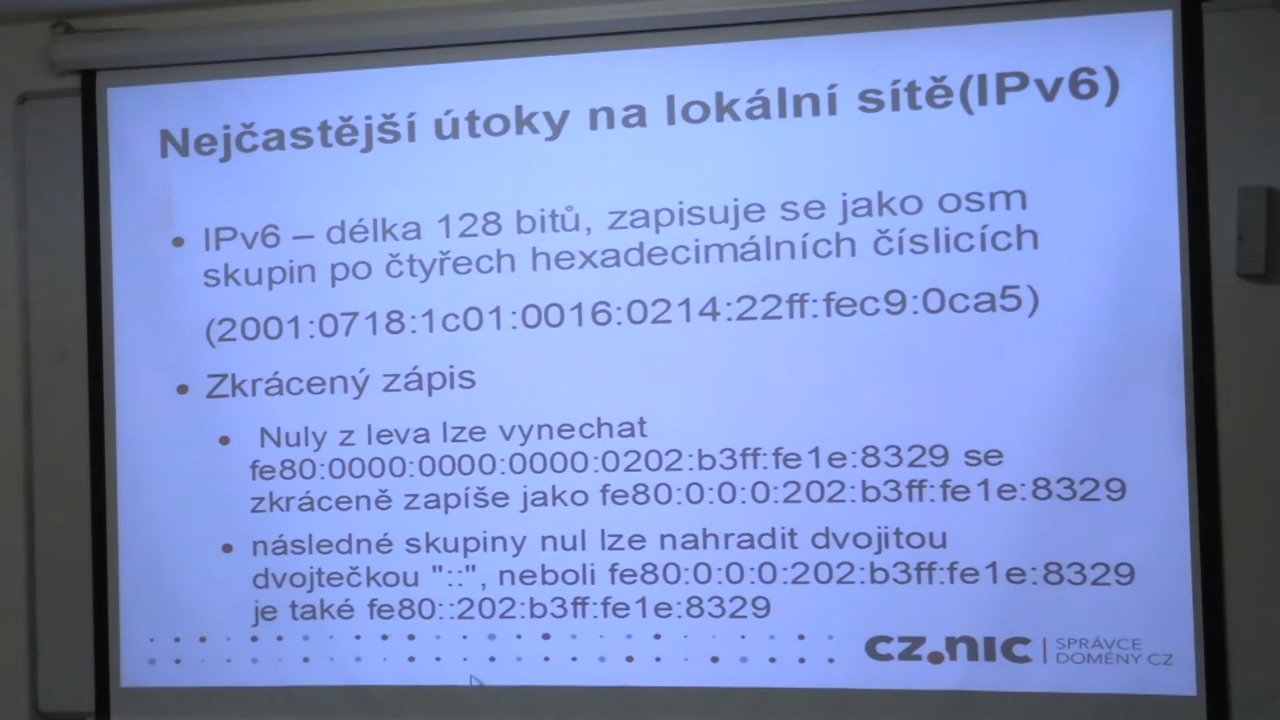 Nejčastější útoky na lokální sítě(IPv6)
• IPv6 – délka 128 bitů, zapisuje se jako osm
skupin po čtyřech hexadecimálních číslicích
(2001:0718:1c01:0016:0214:22ff:fec9:0ca5)
• Zkrácený zápis
• Nuly z leva lze vynechat
fe80:0000:0000:0000:0202:b3ff:fe1e:8329 se
zkráceně zapíše jako fe80:0:0:0:202:b3ff:fe1e:8329
• následné skupiny nul lze nahradit dvojitou
dvojtečkou "::", neboli fe80:0:0:0:202:b3ff:fe1e:8329
je také fe80::202:b3ff:fe1e:8329
cz.nic | SPRÁVCE
DOMÉNY CZ